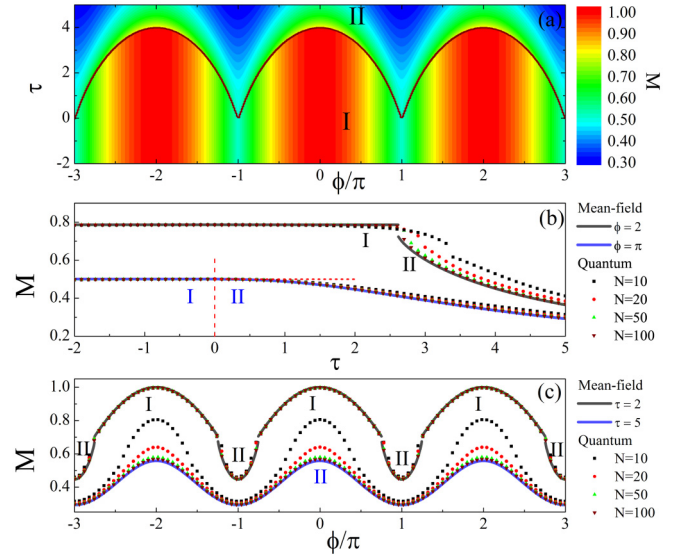 (a)
II
I
τ
4
2
0
-2
-3 -2 -1 0 1 2 3
ϕ/π
1.00
0.90
0.80
0.70
0.60
0.50
0.40
0.30
M
(b)
M
0.8
0.6
0.4
0.2
I
II
I II
-2 -1 0 1 2 3 4 5
τ
Mean-field
ϕ = 2
ϕ = π
Quantum
N=10
N=20
N=50
N=100
(c)
M
1.0
0.8
0.6
0.4
I I I
II II II II
II
-3 -2 -1 0 1 2 3
ϕ/π
Mean-field
τ = 2
τ = 5
Quantum
N=10
N=20
N=50
N=100